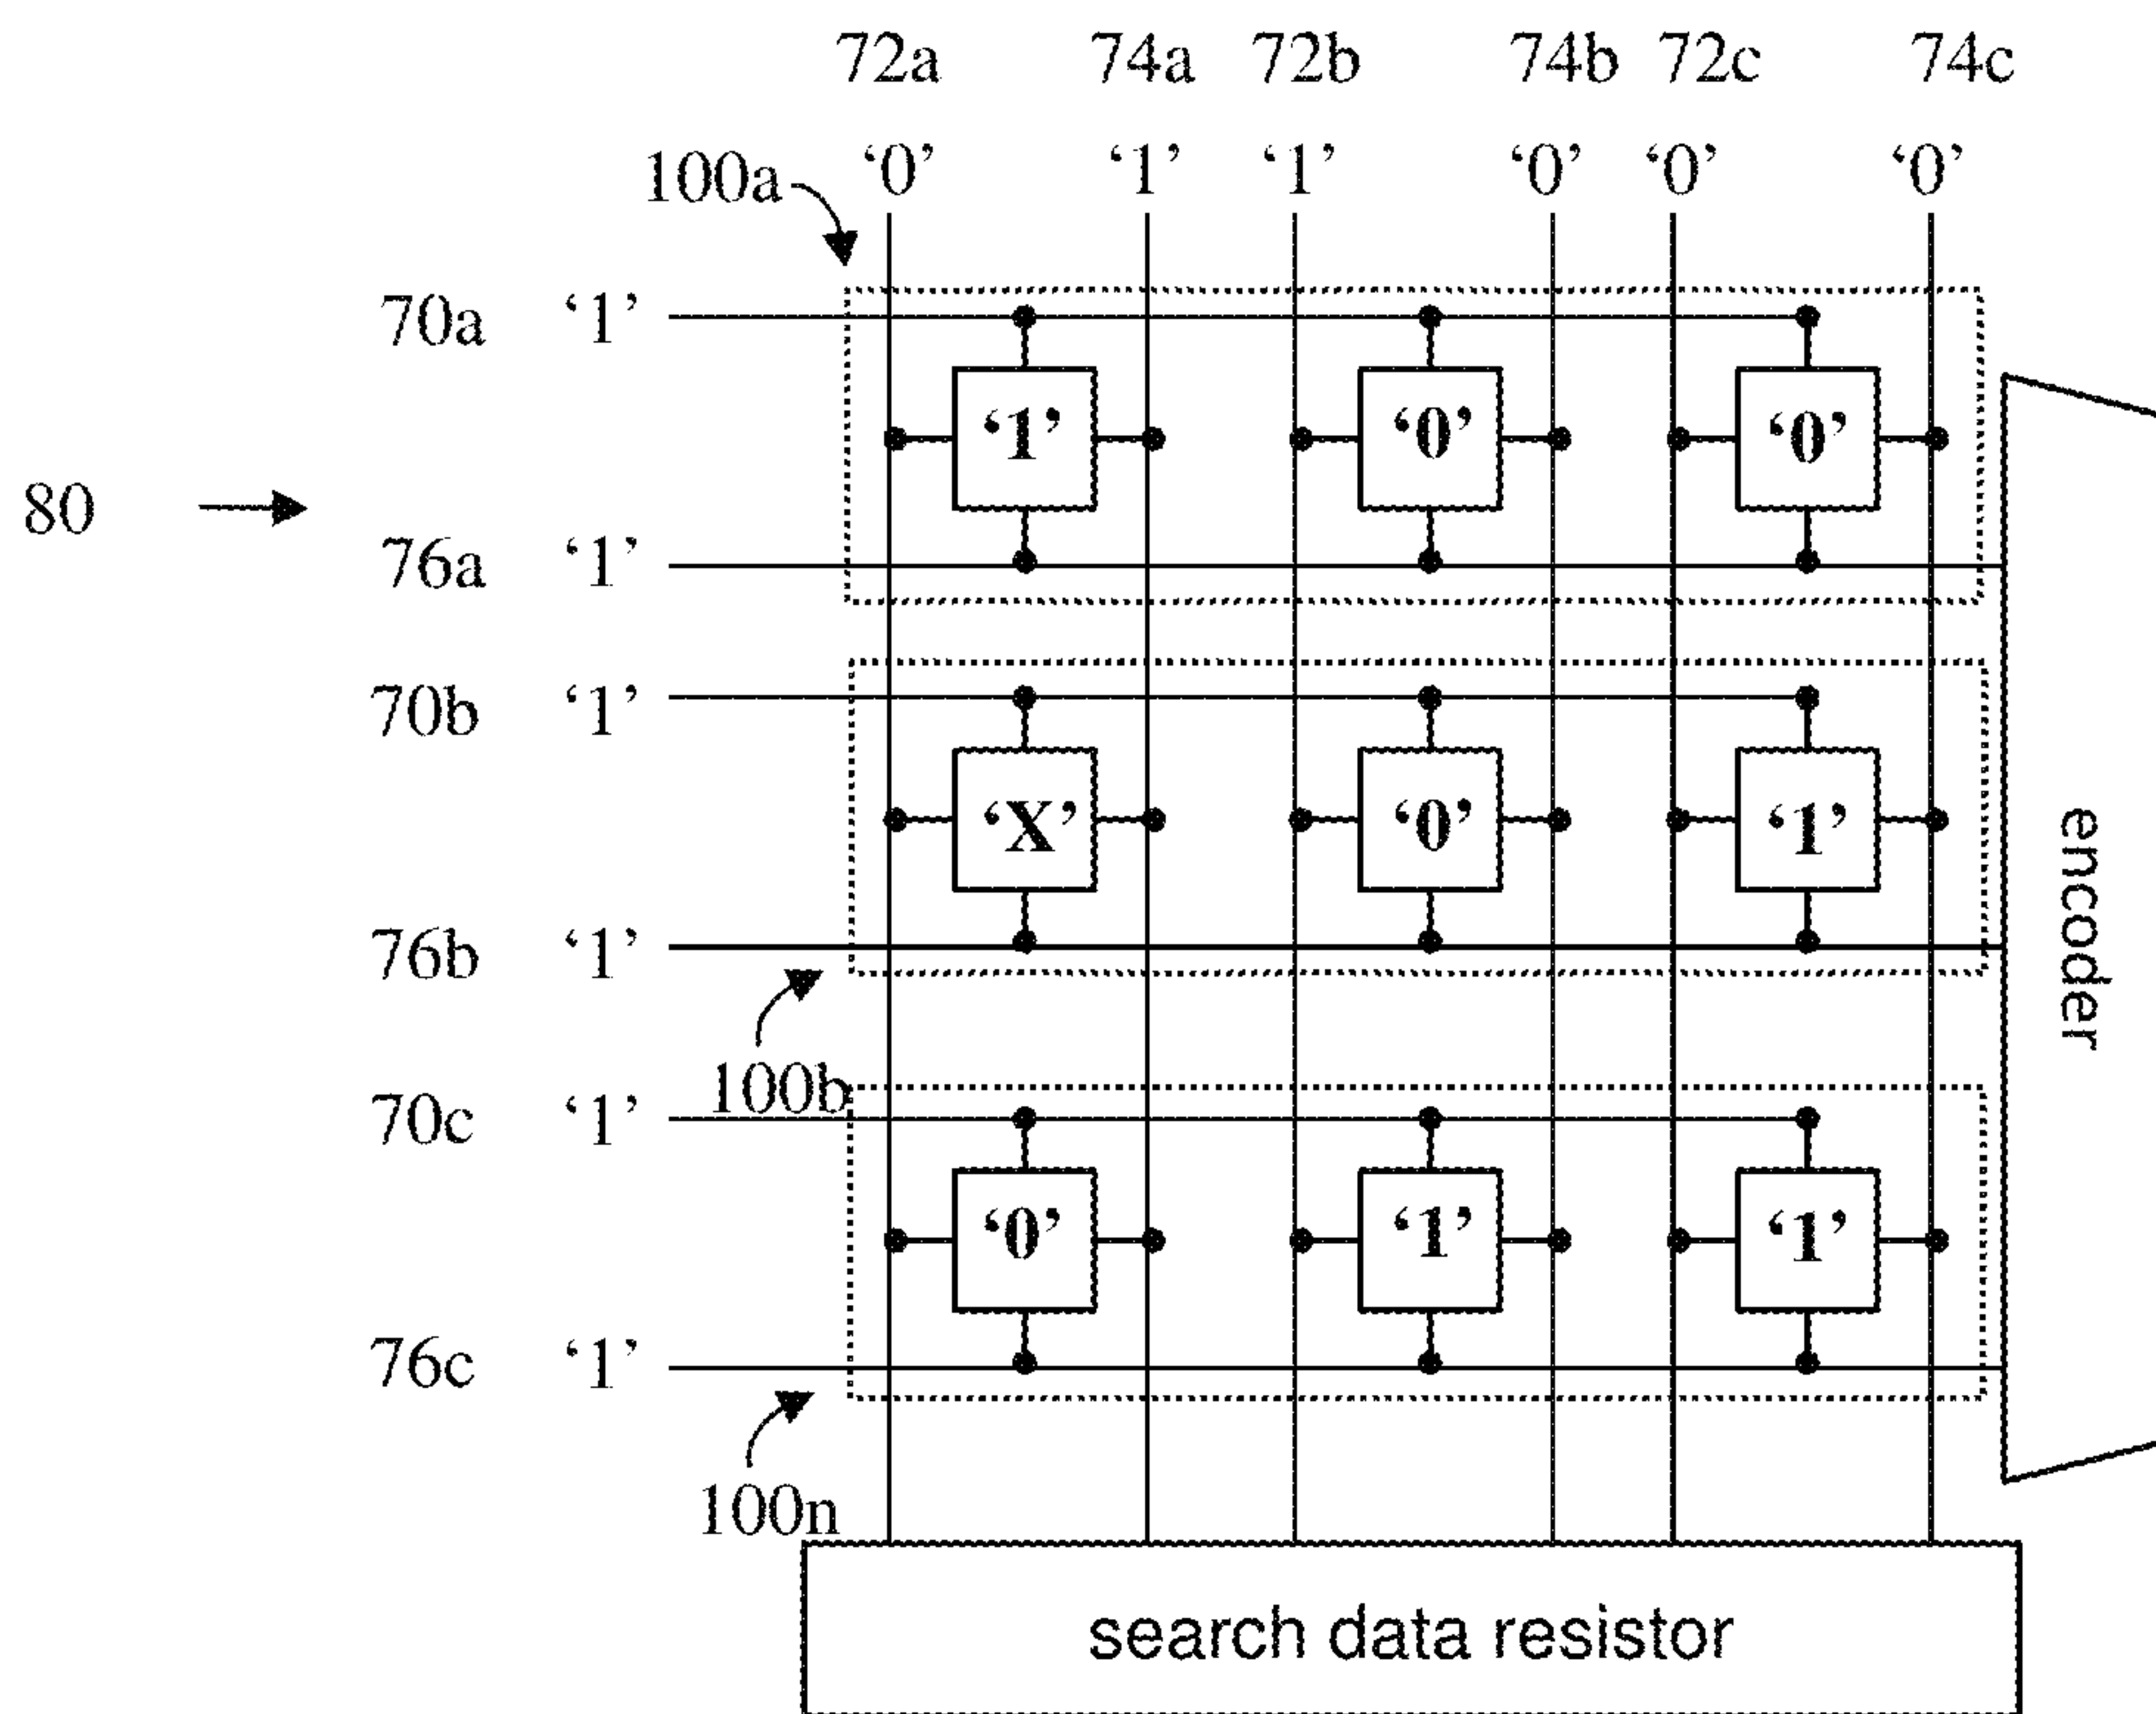 72a 74a 72b 74b 72c 74c
100a ‘0’ ‘1’ ‘1’ ‘0’ ‘0’ ‘0’
70a ‘1’
‘1’ ‘0’ ‘0’
80
76a ‘1’
70b ‘1’
‘X’ ‘0’ ‘1’
encoder
76b ‘1’
100b
70c ‘1’
‘0’ ‘1’ ‘1’
76c ‘1’
100n
search data resistor